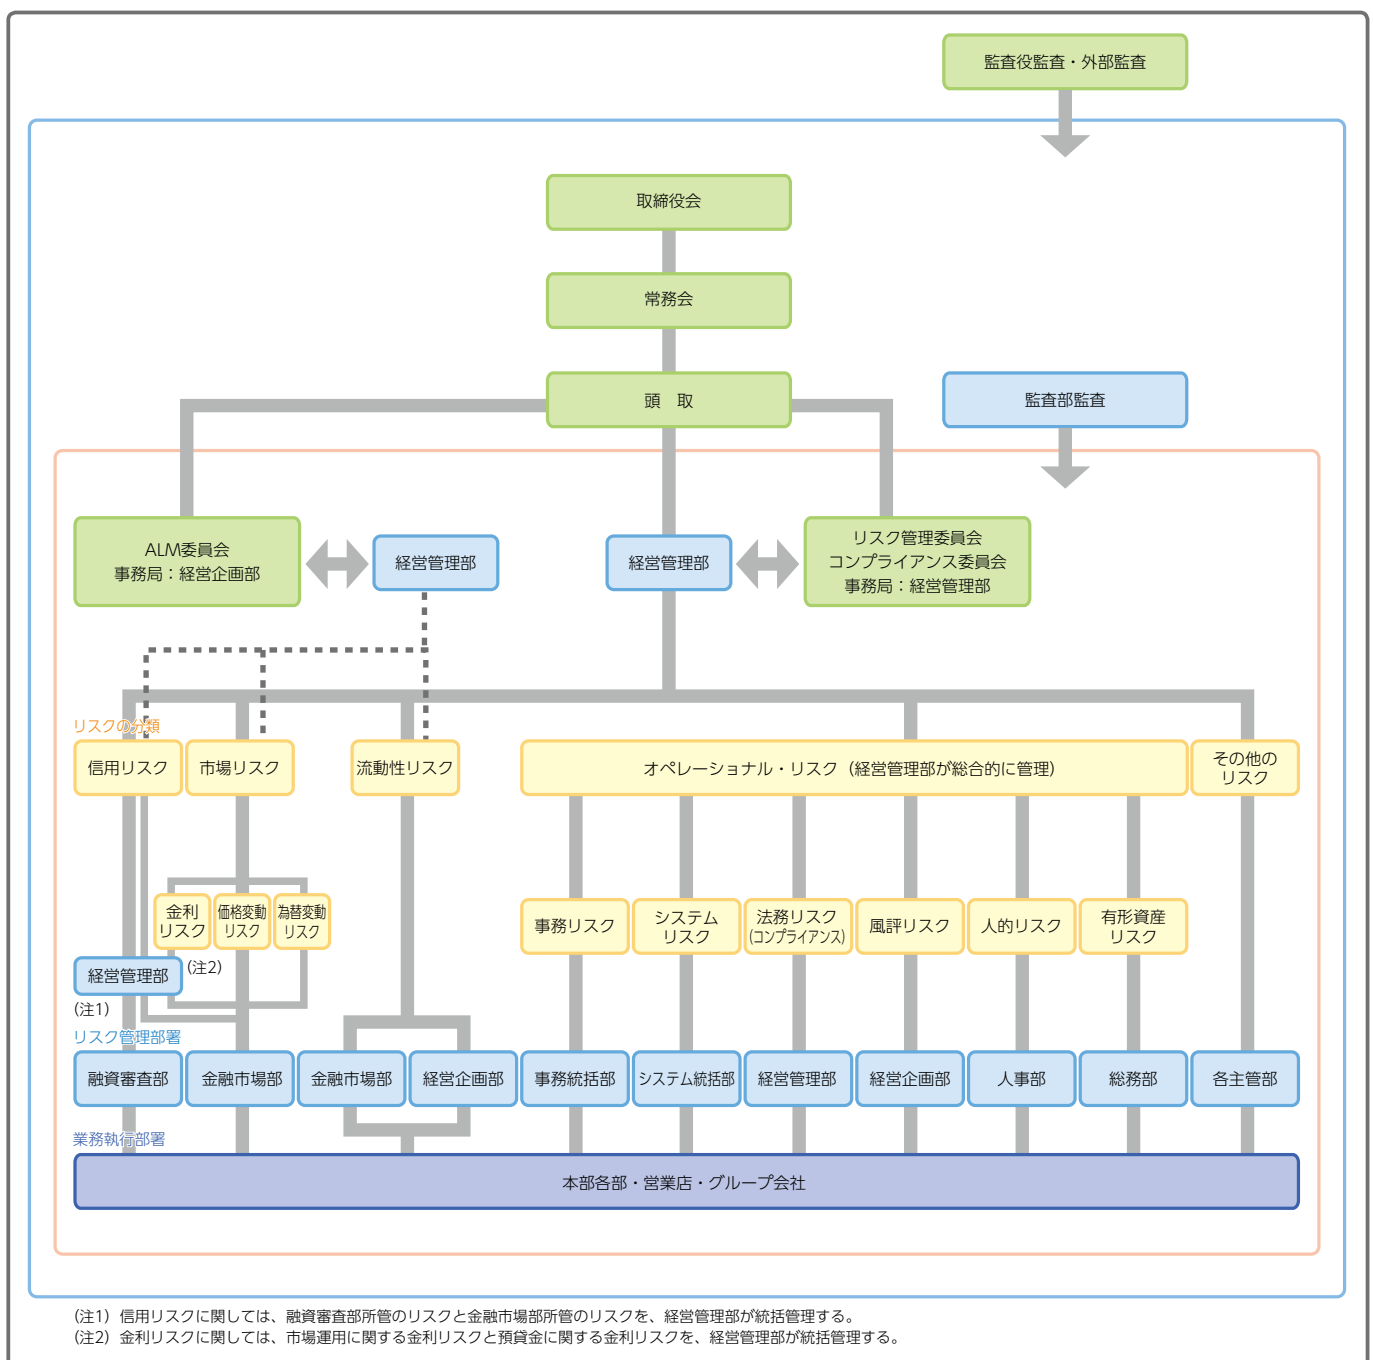 監査役監査・外部監査
取締役会
常務会
頭　取
監査部監査
ALM委員会
事務局：経営企画部
経営管理部
経営管理部
リスク管理委員会
コンプライアンス委員会
事務局：経営管理部
リスクの分類
信用リスク
市場リスク
流動性リスク
オペレーショナル・リスク（経営管理部が総合的に管理）
その他の
リスク
金利
リスク
価格変動
リスク
為替変動
リスク
事務リスク
システム
リスク
法務リスク
（コンプライアンス）
風評リスク
人的リスク
有形資産
リスク
経営管理部
（注2）
（注1）
リスク管理部署
融資審査部
金融市場部
金融市場部
経営企画部
事務統括部
システム統括部
経営管理部
経営企画部
人事部
総務部
各主管部
業務執行部署
本部各部・営業店・グループ会社
（注1）信用リスクに関しては、融資審査部所管のリスクと金融市場部所管のリスクを、経営管理部が統括管理する。
（注2）金利リスクに関しては、市場運用に関する金利リスクと預貸金に関する金利リスクを、経営管理部が統括管理する。